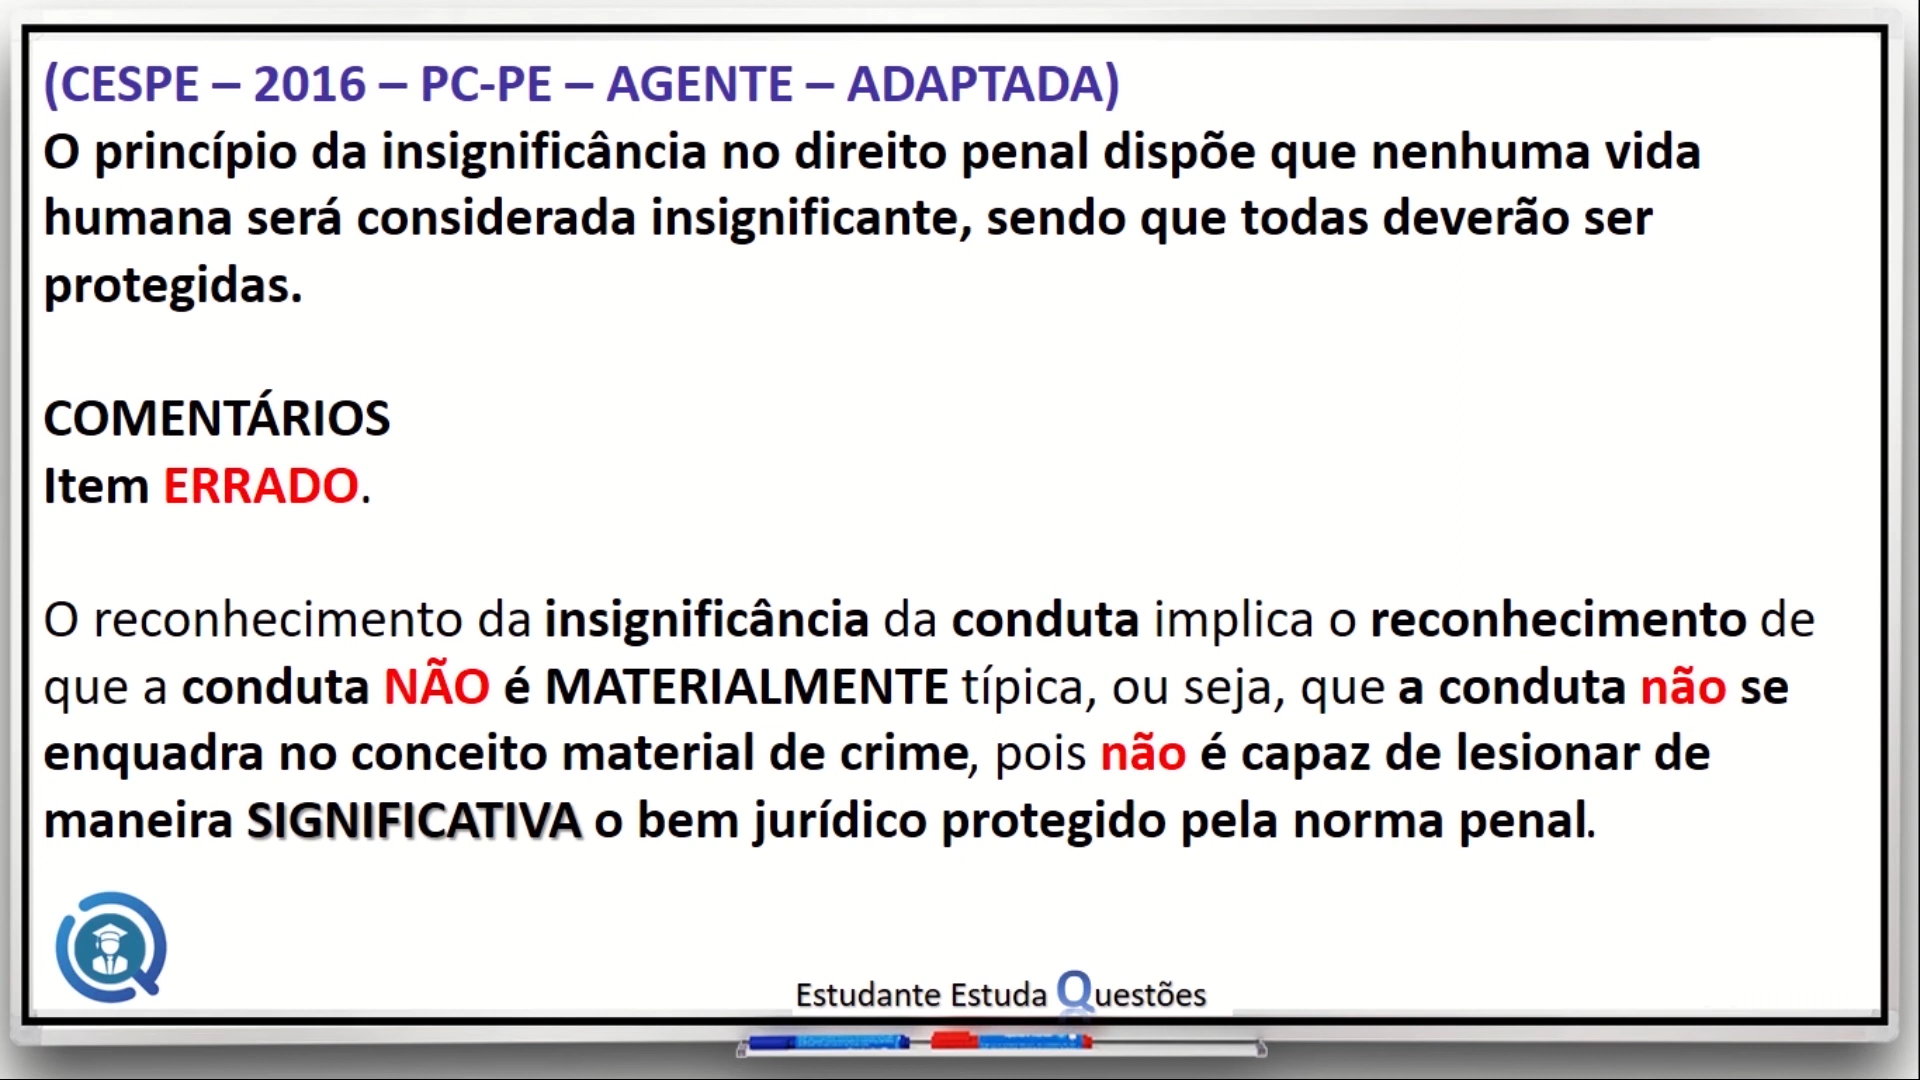 (CESPE – 2016 – PC-PE – AGENTE – ADAPTADA)
O princípio da insignificância no direito penal dispõe que nenhuma vida
humana será considerada insignificante, sendo que todas deverão ser
protegidas.
COMENTÁRIOS
Item ERRADO.
O reconhecimento da insignificância da conduta implica o reconhecimento de
que a conduta NÃO é MATERIALMENTE típica, ou seja, que a conduta não se
enquadra no conceito material de crime, pois não é capaz de lesionar de
maneira SIGNIFICATIVA o bem jurídico protegido pela norma penal.
Estudante Estuda Questões